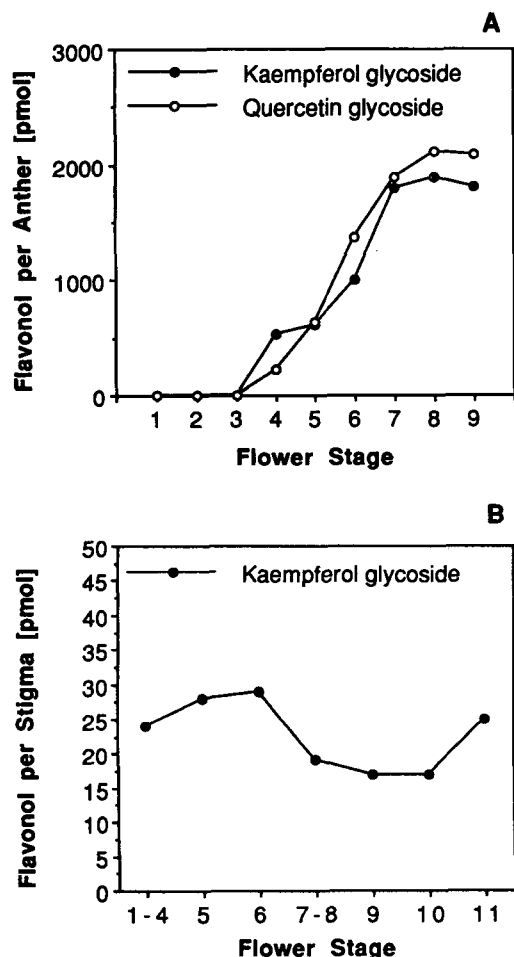 A
Flavonol per Anther [pmol]
3000
2000
1000
0
Kaempferol glycoside
Quercetin glycoside
1 2 3 4 5 6 7 8 9
Flower Stage
B
Flavonol per Stigma [pmol]
50
45
40
35
30
25
20
15
10
5
0
Kaempferol glycoside
1-4 5 6 7-8 9 10 11
Flower Stage